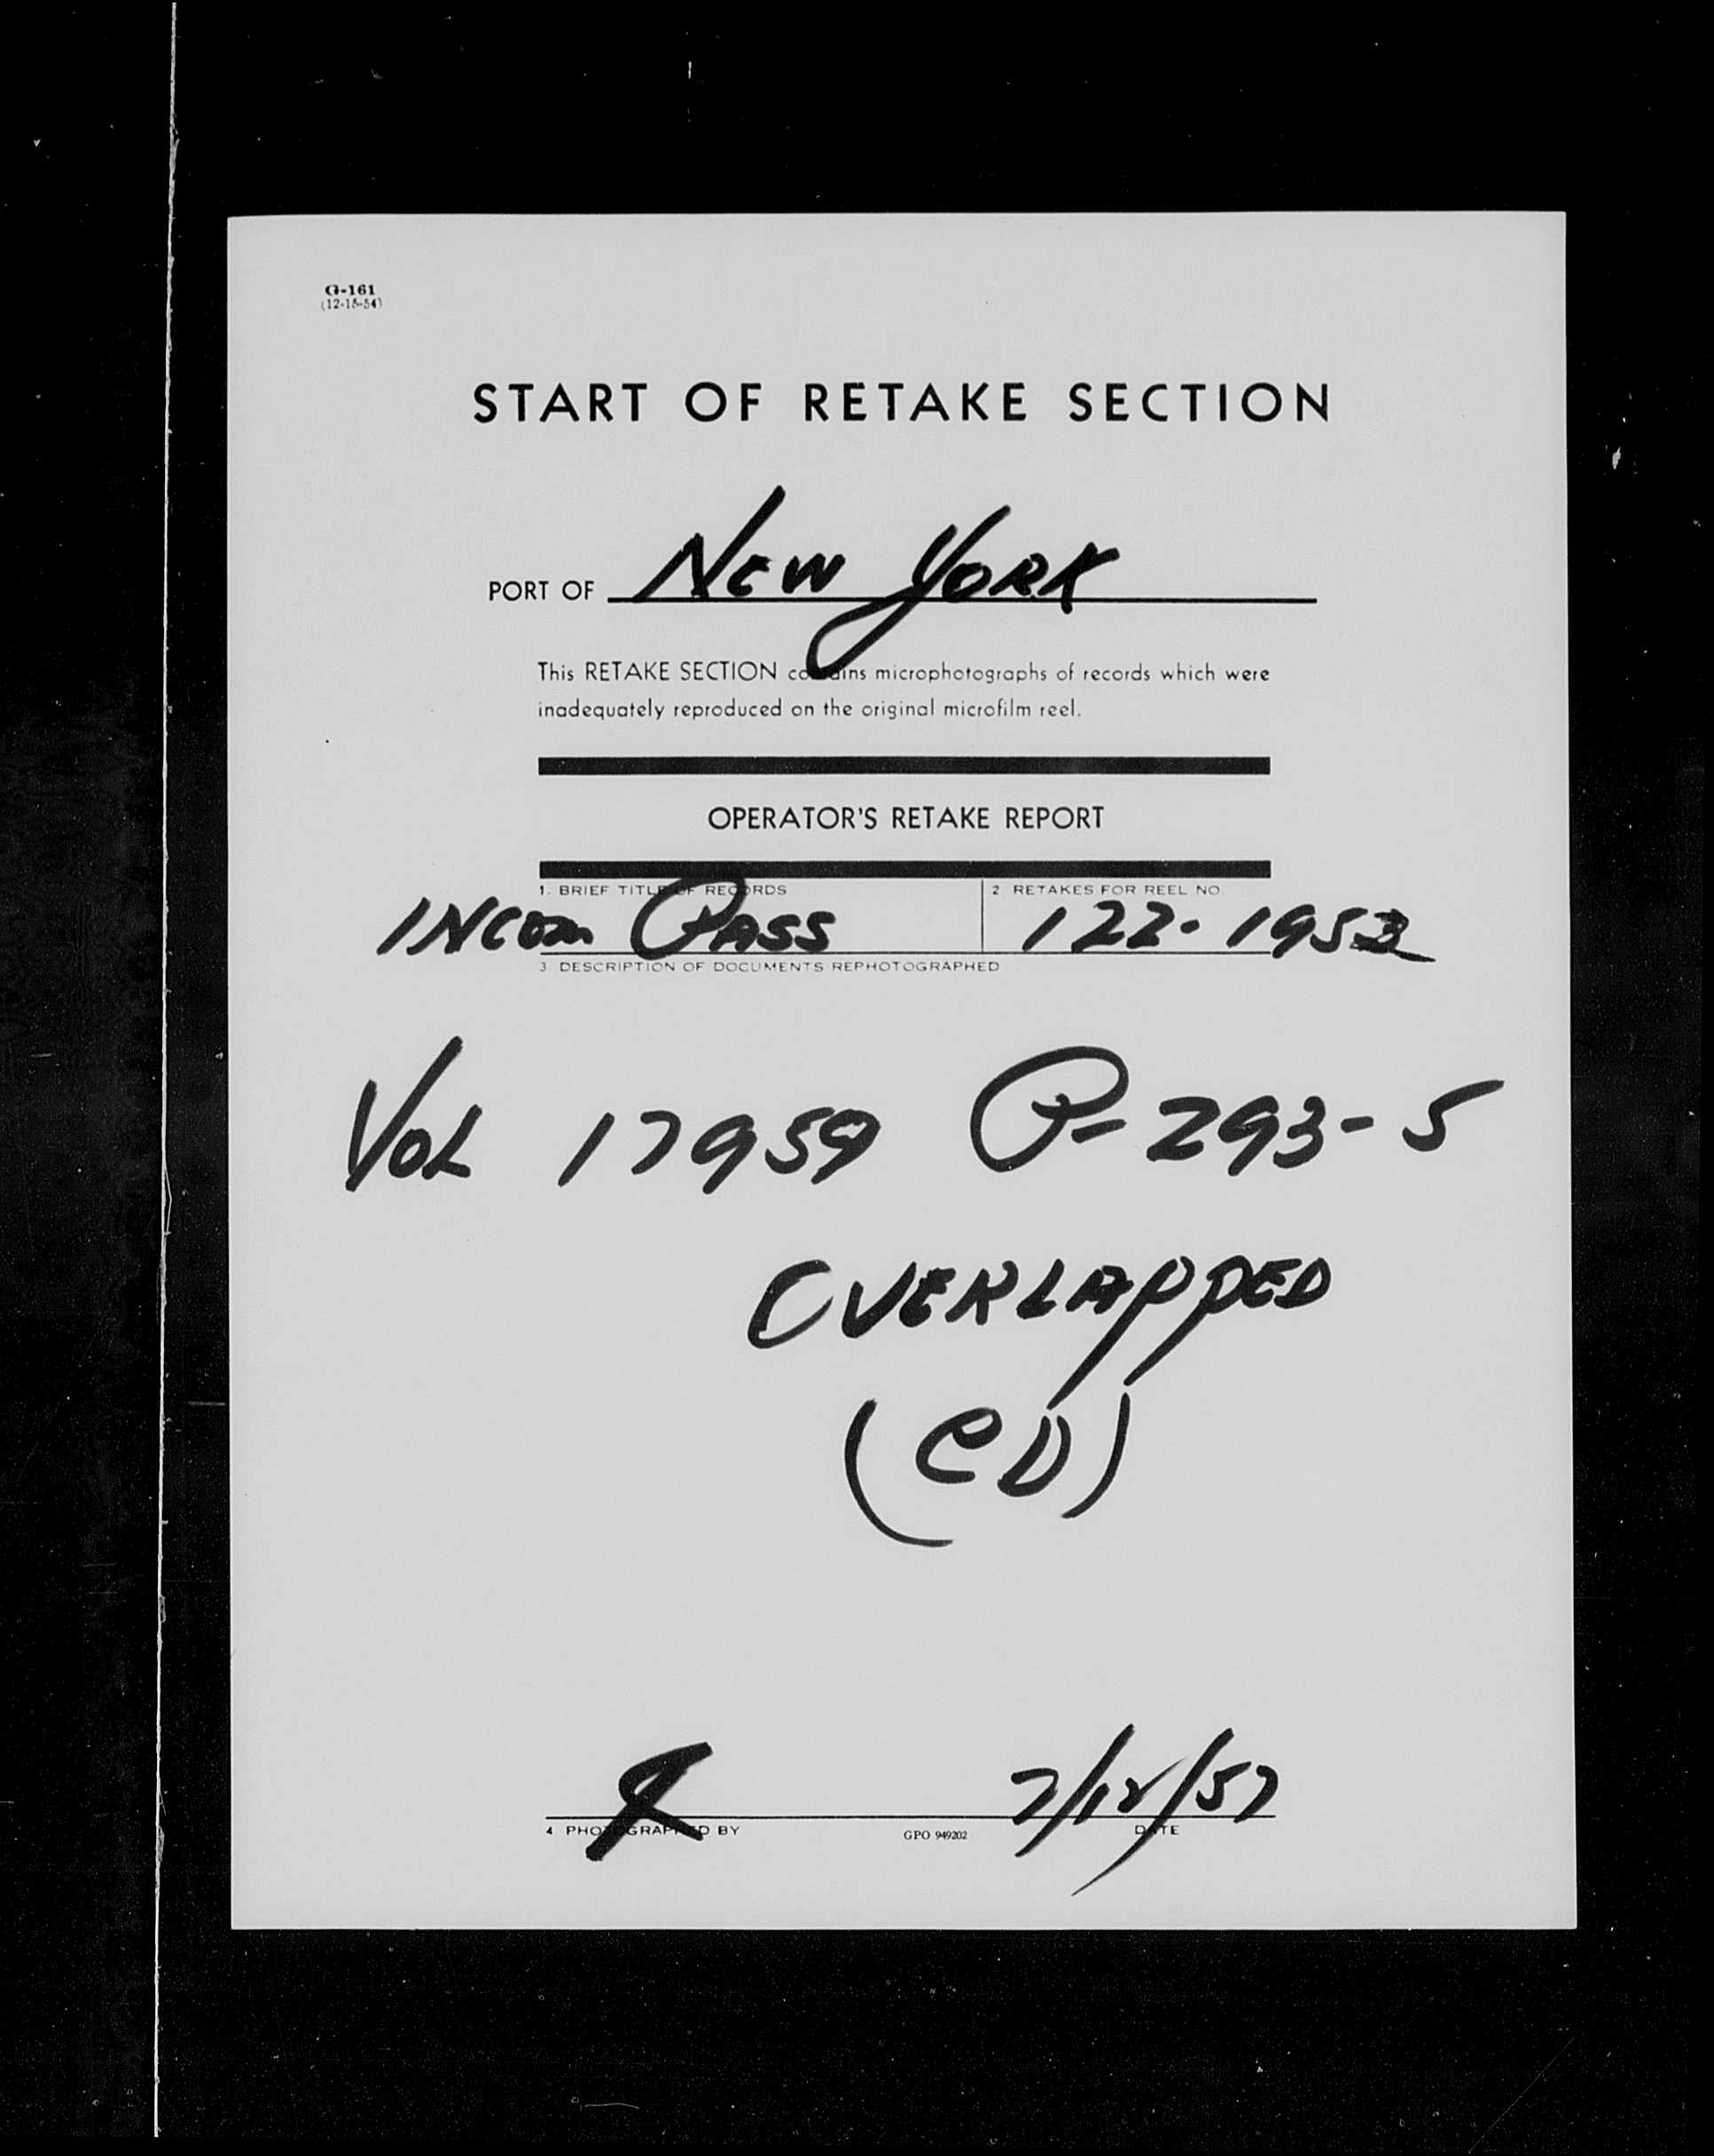 G-161
(12-15-54)
START OF RETAKE SECTION
PORT OF NEW YORK
This RETAKE SECTION contains microphotographs of records which were
inadequately reproduced on the original microfilm reel.
OPERATOR'S RETAKE REPORT
1. BRIEF TITLE OF RECORDS 2 RETAKES FOR REEL NO.
INCOM PASS 122-1953
3 DESCRIPTION OF DOCUMENTS REPHOTOGRAPHED
VOL 17959 P-293-5
OVERLAPPED
(CD)
7/12/57
4 PHOTOGRAPHED BY GPO 949202 DATE